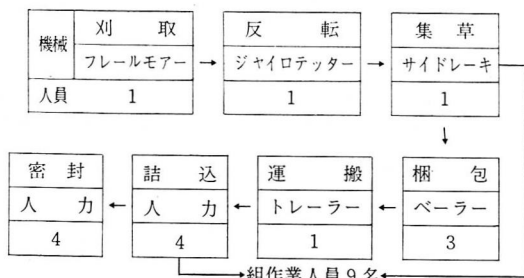 機械 刈取 反転 集草
フレールモアー → ジャイロテッター → サイドレーキ
人員 1 1 1
密封 詰込 運搬 梱包
人力 ← 人力 ← トレーラー ← ベーラー
4 4 1 3
組作業人員9名